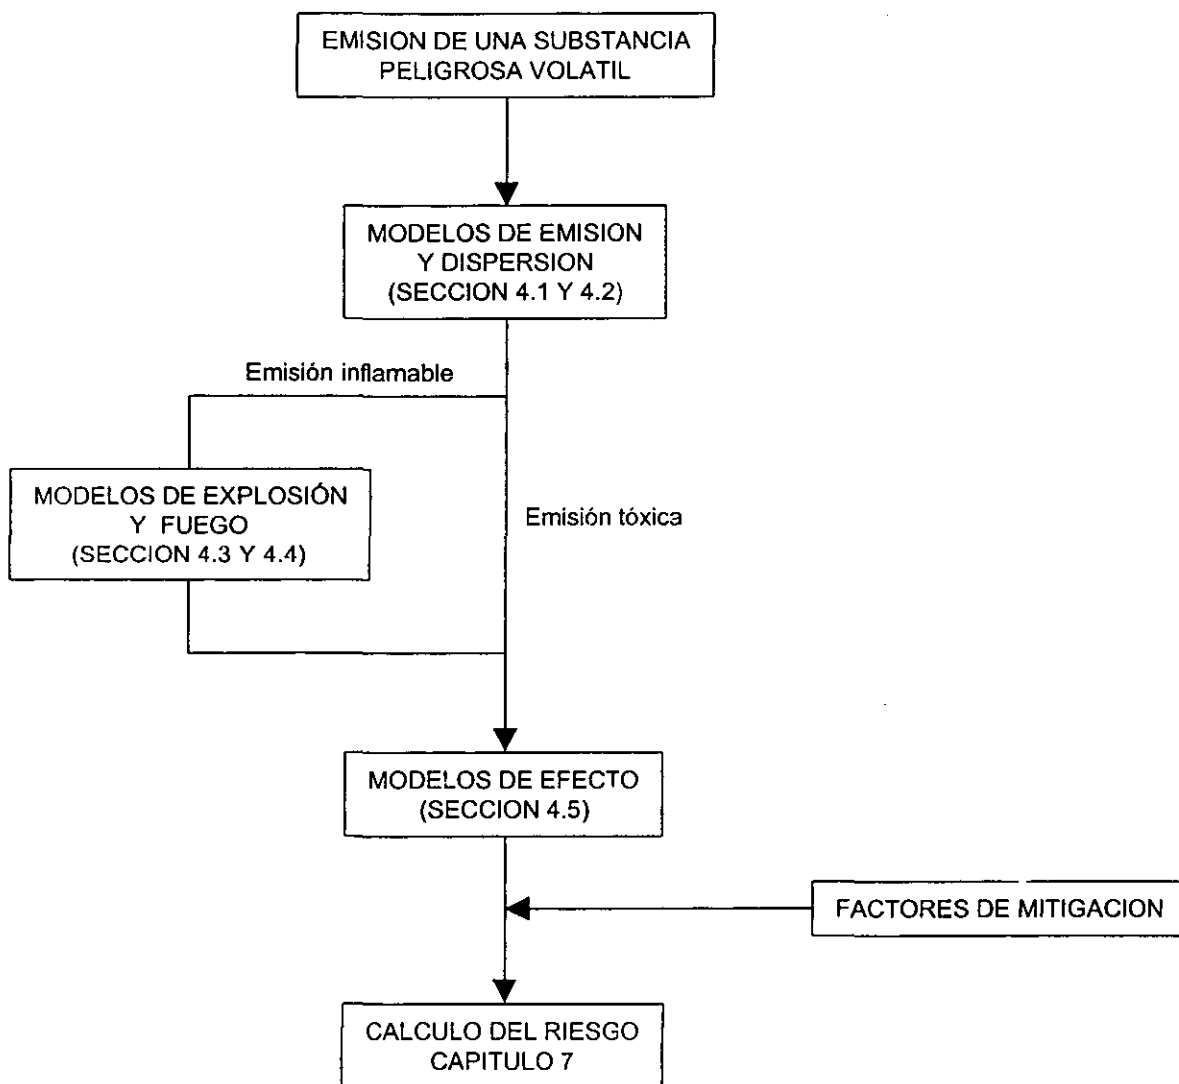 EMISION DE UNA SUBSTANCIA
PELIGROSA VOLATIL
MODELOS DE EMISION
Y DISPERSION
(SECCION 4.1 Y 4.2)
Emisión inflamable
MODELOS DE EXPLOSIÓN
Y FUEGO
(SECCION 4.3 Y 4.4)
Emisión tóxica
MODELOS DE EFECTO
(SECCION 4.5)
FACTORES DE MITIGACION
CALCULO DEL RIESGO
CAPITULO 7